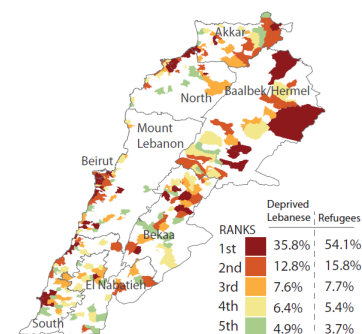 Akkar
North
Baalbek/Hermel
Mount
Lebanon
Beirut
Bekaa
El Nabatieh
South
Deprived
Lebanese
Refugees
RANKS
1st 35.8% 54.1%
2nd 12.8% 15.8%
3rd 7.6% 7.7%
4th 6.4% 5.4%
5th 4.9% 3.7%